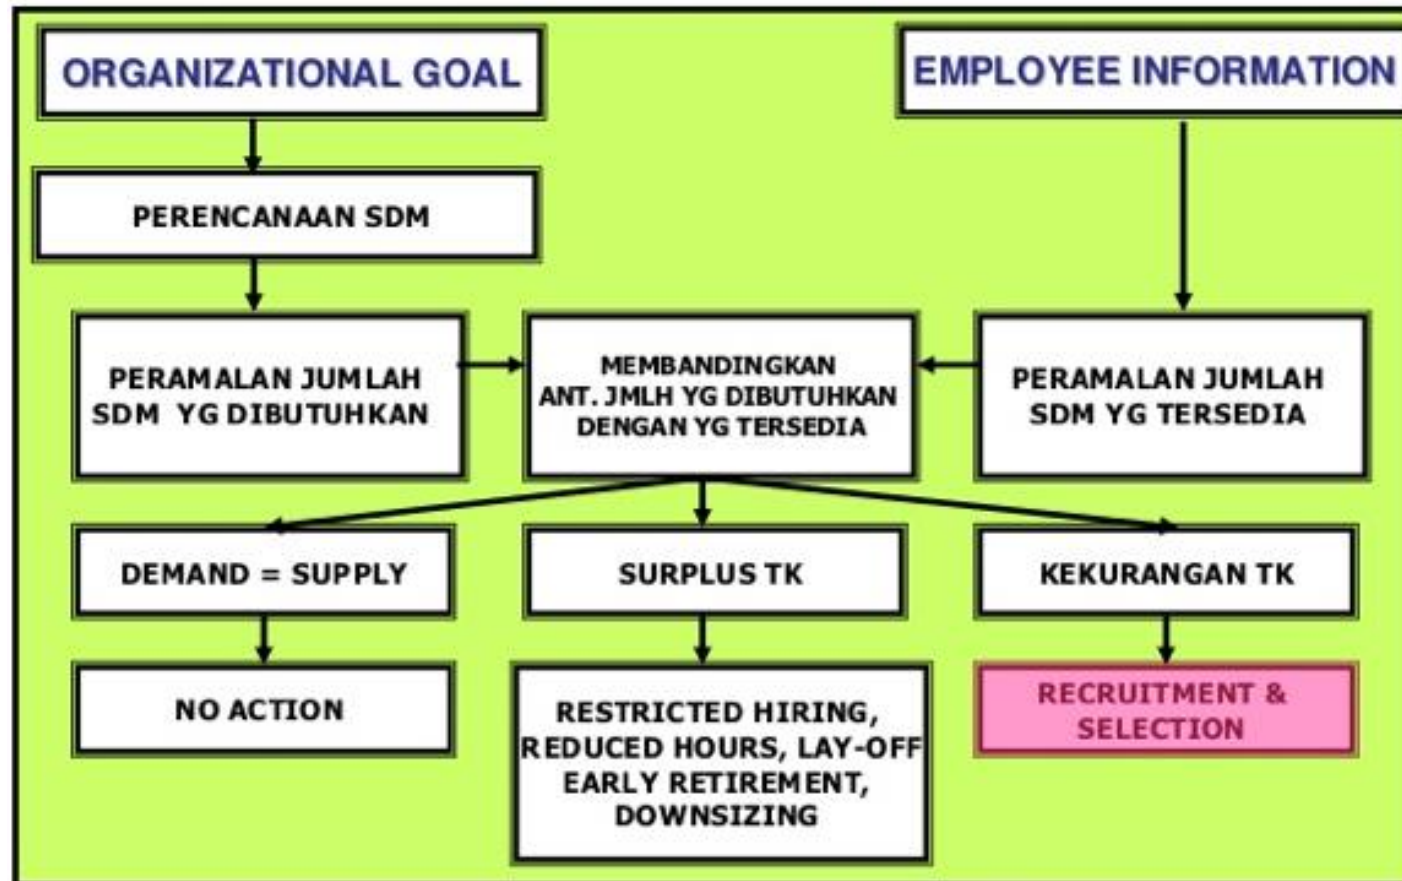 ORGANIZATIONAL GOAL
EMPLOYEE INFORMATION
PERENCANAAN SDM
PERAMALAN JUMLAH
SDM YG DIBUTUHKAN
MEMBANDINGKAN
ANT. JMLH YG DIBUTUHKAN
DENGAN YG TERSEDIA
PERAMALAN JUMLAH
SDM YG TERSEDIA
DEMAND = SUPPLY
SURPLUS TK
KEKURANGAN TK
NO ACTION
RESTRICTED HIRING,
REDUCED HOURS, LAY-OFF
EARLY RETIREMENT,
DOWNSIZING
RECRUITMENT &
SELECTION